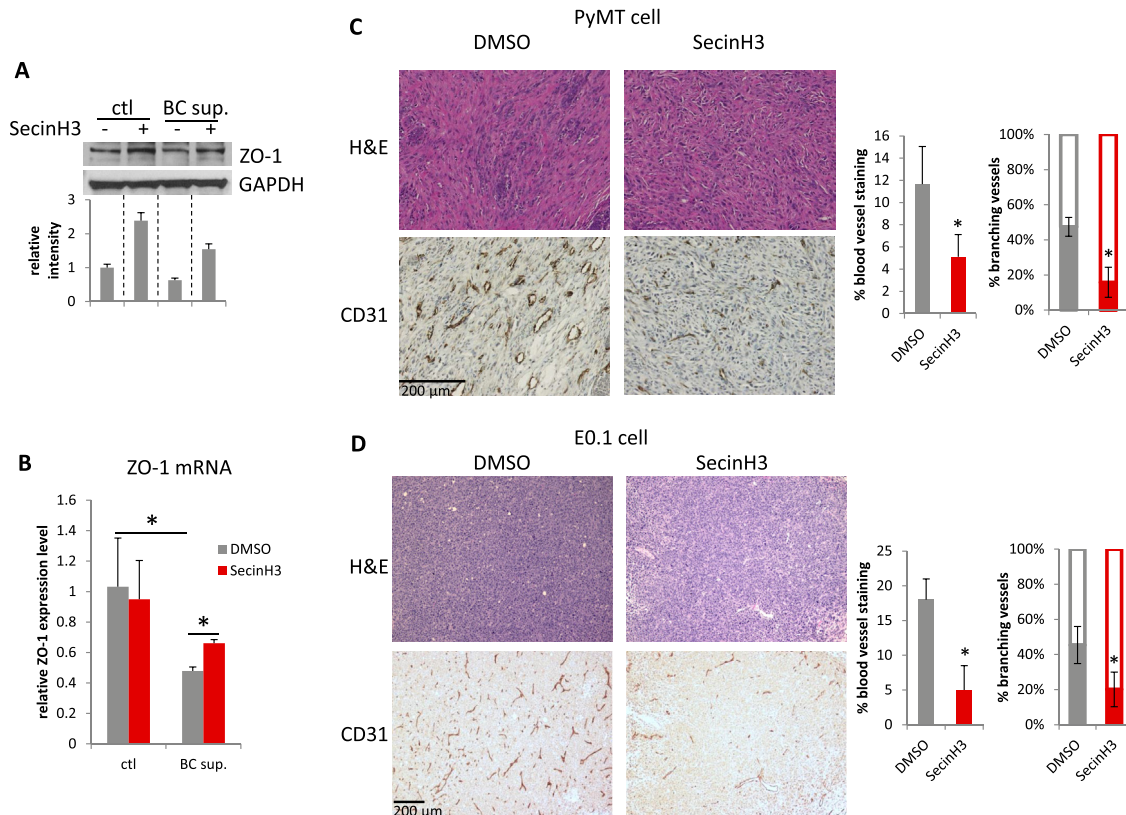 A
ctl BC sup.
SecinH3 - + - +
ZO-1
GAPDH
relative intensity
3
2
1
0
B
ZO-1 mRNA
relative ZO-1 expression level
1.6
1.4
1.2
1
0.8
0.6
0.4
0.2
0
*
*
DMSO
SecinH3
ctl BC sup.
C
PyMT cell
DMSO SecinH3
H&E
CD31
200 µm
% blood vessel staining
16
14
12
10
8
6
4
2
0
*
DMSO SecinH3
% branching vessels
100%
80%
60%
40%
20%
0%
*
DMSO SecinH3
D
E0.1 cell
DMSO SecinH3
H&E
CD31
200 µm
% blood vessel staining
25
20
15
10
5
0
*
DMSO SecinH3
% branching vessels
100%
80%
60%
40%
20%
0%
*
DMSO SecinH3